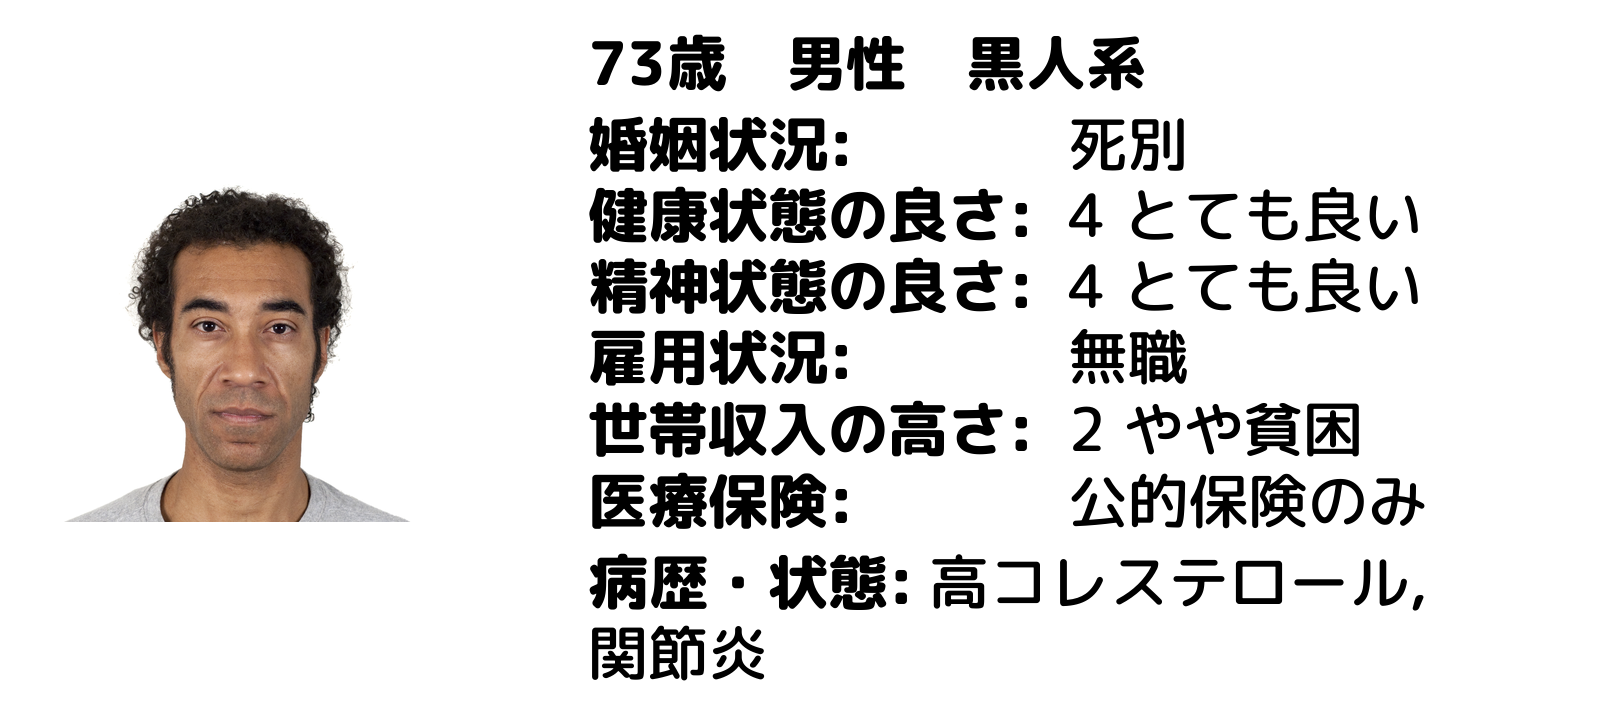 73歳　男性　黒人系
婚姻状況: 死別
健康状態の良さ: 4 とても良い
精神状態の良さ: 4 とても良い
雇用状況: 無職
世帯収入の高さ: 2 やや貧困
医療保険: 公的保険のみ
病歴・状態: 高コレステロール,
関節炎